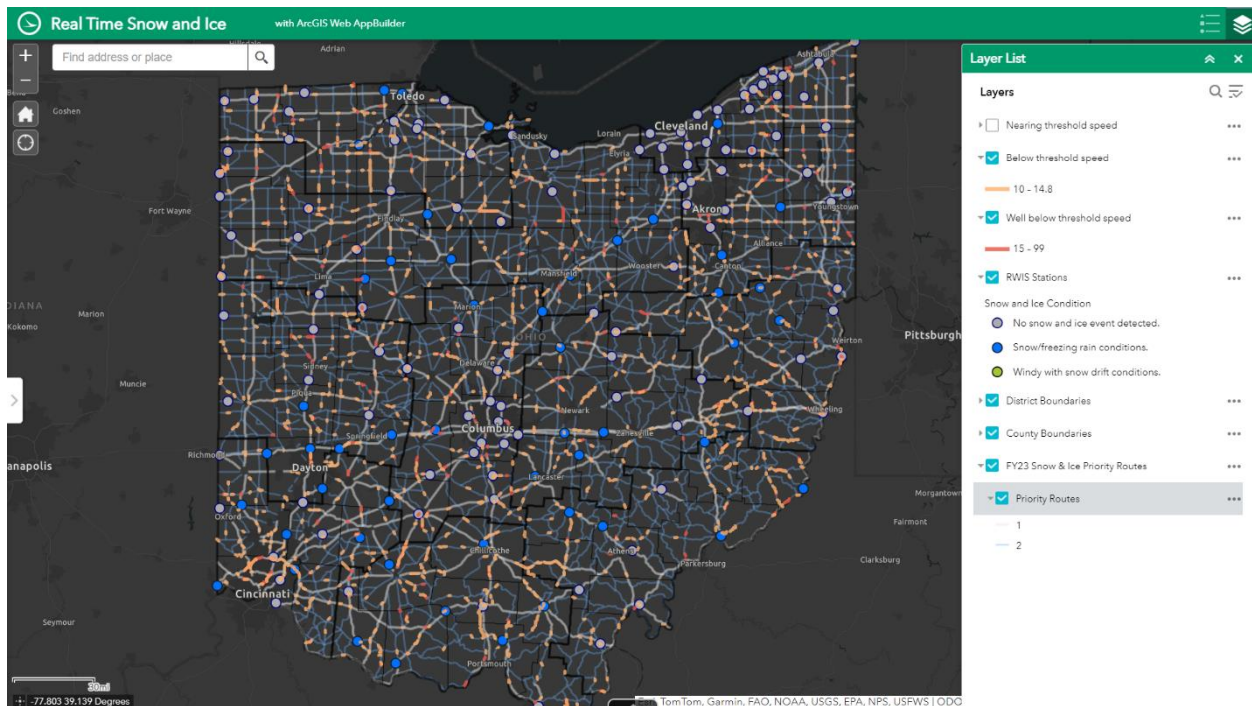 Real Time Snow and Ice
with ArcGIS Web AppBuilder
Find address or place
Layer List
Layers
Nearing threshold speed
Below threshold speed
10 - 14.8
Well below threshold speed
15 - 99
RWIS Stations
Snow and Ice Condition
No snow and ice event detected.
Snow/freezing rain conditions.
Windy with snow drift conditions.
District Boundaries
County Boundaries
FY23 Snow & Ice Priority Routes
Priority Routes
1
2
Adrian
Ashtabula
Goshen
Toledo
Cleveland
Sandusky
Lorain
Elyria
Fort Wayne
Akron
Youngstown
Findlay
Alliance
Lima
Mansfield
Wooster
Canton
DIANA
Marion
Marion
Kokomo
OHIO
Pittsburgh
Weirton
Sidney
Delaware
Muncie
Piqua
Newark
Wheeling
Columbus
Springfield
Zanesville
Richmond
anapolis
Dayton
Lancaster
Morgantown
Oxford
Fairmont
Chillicothe
Athens
Parkersburg
Clarksburg
Cincinnati
Seymour
Portsmouth
30mi
-77.803 39.139 Degrees
Esri, TomTom, Garmin, FAO, NOAA, USGS, EPA, NPS, USFWS | ODO